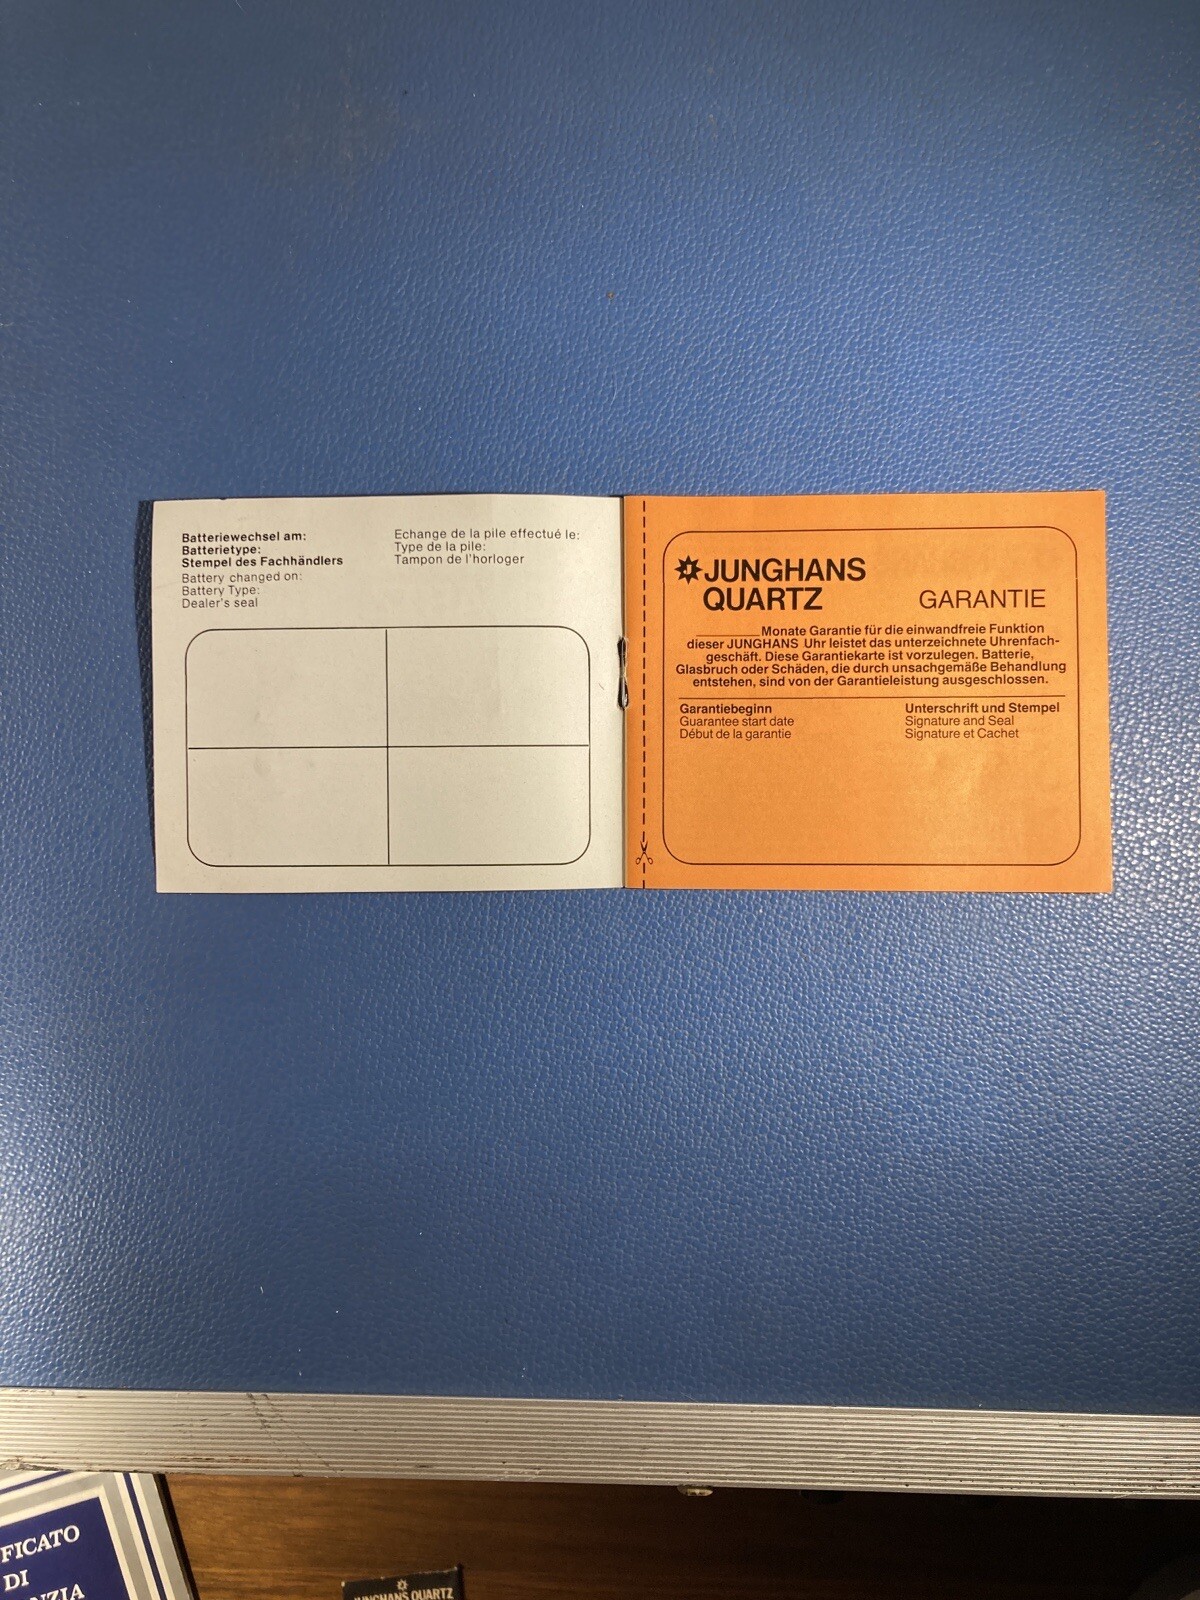 Batteriewechsel am:
Batterietype:
Stempel des Fachhändlers
Battery changed on:
Battery Type:
Dealer's seal
Echange de la pile effectué le:
Type de la pile:
Tampon de l'horloger
JUNGHANS
QUARTZ
GARANTIE
________Monate Garantie für die einwandfreie Funktion
dieser JUNGHANS Uhr leistet das unterzeichnete Uhrenfach-
geschäft. Diese Garantiekarte ist vorzulegen. Batterie,
Glasbruch oder Schäden, die durch unsachgemäße Behandlung
entstehen, sind von der Garantieleistung ausgeschlossen.
Garantiebeginn
Guarantee start date
Début de la garantie
Unterschrift und Stempel
Signature and Seal
Signature et Cachet
FICATO
DI
NZIA
JUNGHANS QUARTZ